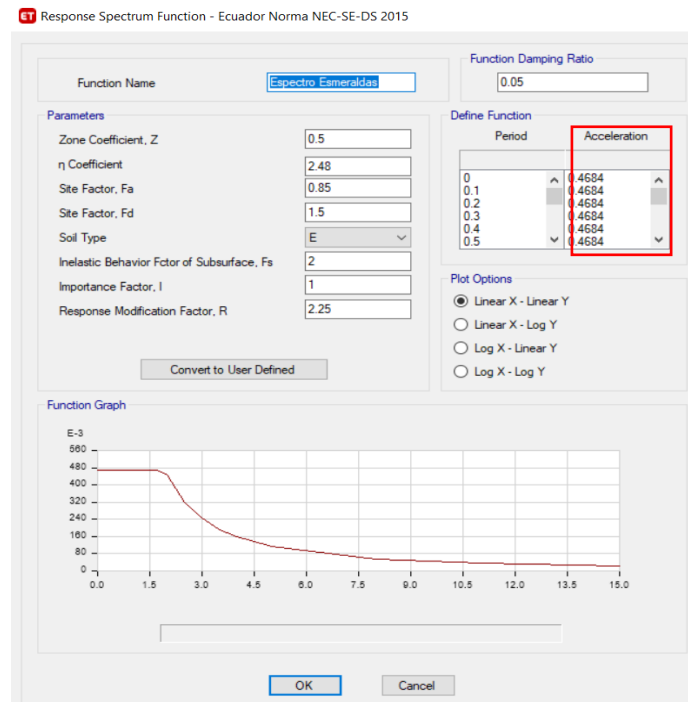 ET Response Spectrum Function - Ecuador Norma NEC-SE-DS 2015
Function Name
Espectro Esmeraldas
Function Damping Ratio
0.05
Parameters
Zone Coefficient, Z
0.5
η Coefficient
2.48
Site Factor, Fa
0.85
Site Factor, Fd
1.5
Soil Type
E
Inelastic Behavior Fctor of Subsurface, Fs
2
Importance Factor, I
1
Response Modification Factor, R
2.25
Convert to User Defined
Define Function
Period Acceleration
0 0.4684
0.1 0.4684
0.2 0.4684
0.3 0.4684
0.4 0.4684
0.5 0.4684
Plot Options
Linear X - Linear Y
Linear X - Log Y
Log X - Linear Y
Log X - Log Y
Function Graph
E-3
560
480
400
320
240
160
80
0
0.0 1.5 3.0 4.5 6.0 7.5 9.0 10.5 12.0 13.5 15.0
OK Cancel